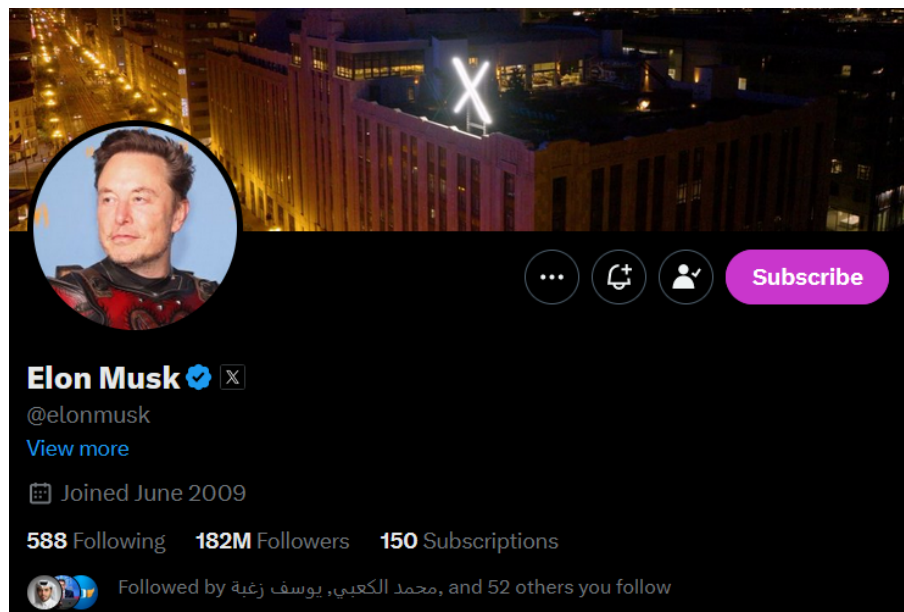 X
Subscribe
Elon Musk X
@elonmusk
View more
Joined June 2009
588 Following 182M Followers 150 Subscriptions
Followed by محمد الكعبي, يوسف زغبة, and 52 others you follow